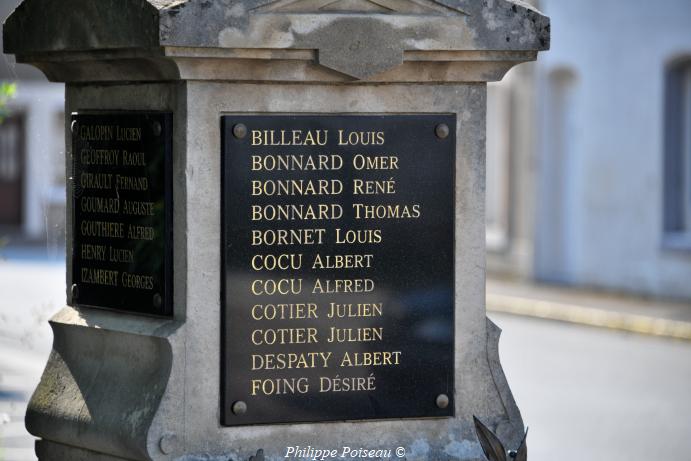 GALOPIN LUCIEN
GEOFFROY RAOUL
GIRAULT FERNAND
GOUMARD AUGUSTE
GOUTHIERE ALFRED
HENRY LUCIEN
IZAMBERT GEORGES
BILLEAU LOUIS
BONNARD OMER
BONNARD RENÉ
BONNARD THOMAS
BORNET LOUIS
COCU ALBERT
COCU ALFRED
COTIER JULIEN
COTIER JULIEN
DESPATY ALBERT
FOING DÉSIRÉ
Philippe Poiseau ©